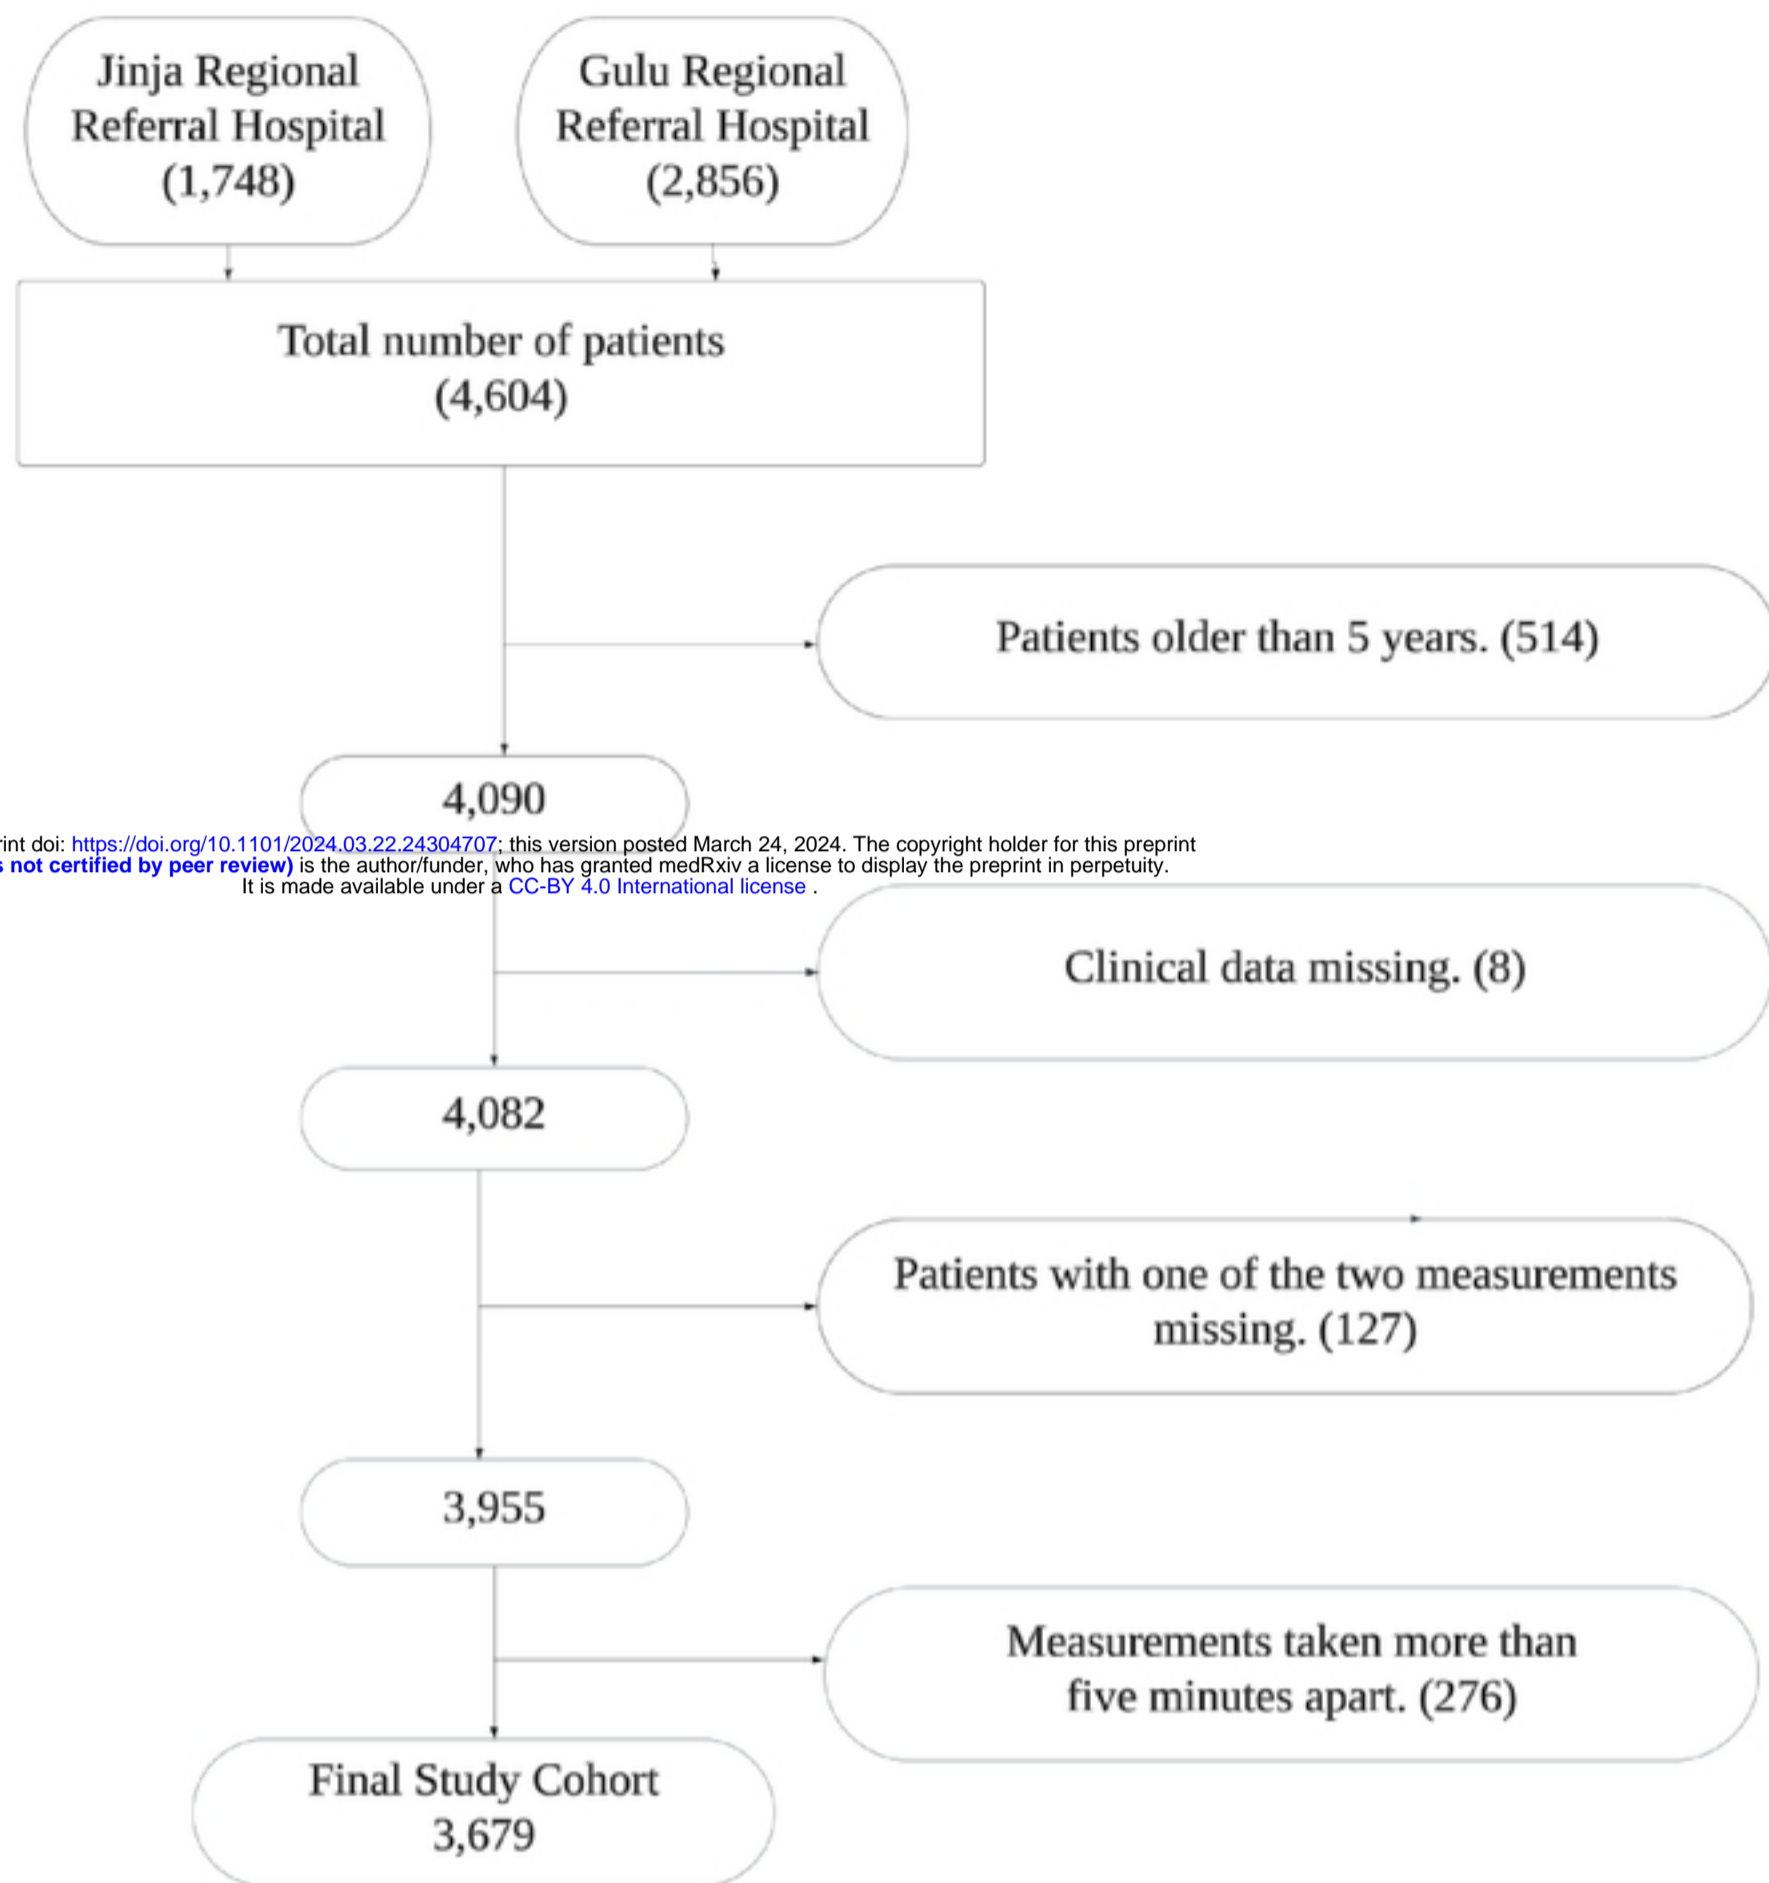 Jinja Regional
Referral Hospital
(1,748)
Gulu Regional
Referral Hospital
(2,856)
Total number of patients
(4,604)
Patients older than 5 years. (514)
4,090
doi: https://doi.org/10.1101/2024.03.22.24304707; this version posted March 24, 2024. The copyright holder for this preprint
not certified by peer review) is the author/funder, who has granted medRxiv a license to display the preprint in perpetuity.
It is made available under a CC-BY 4.0 International license .
Clinical data missing. (8)
4,082
Patients with one of the two measurements
missing. (127)
3,955
Measurements taken more than
five minutes apart. (276)
Final Study Cohort
3,679